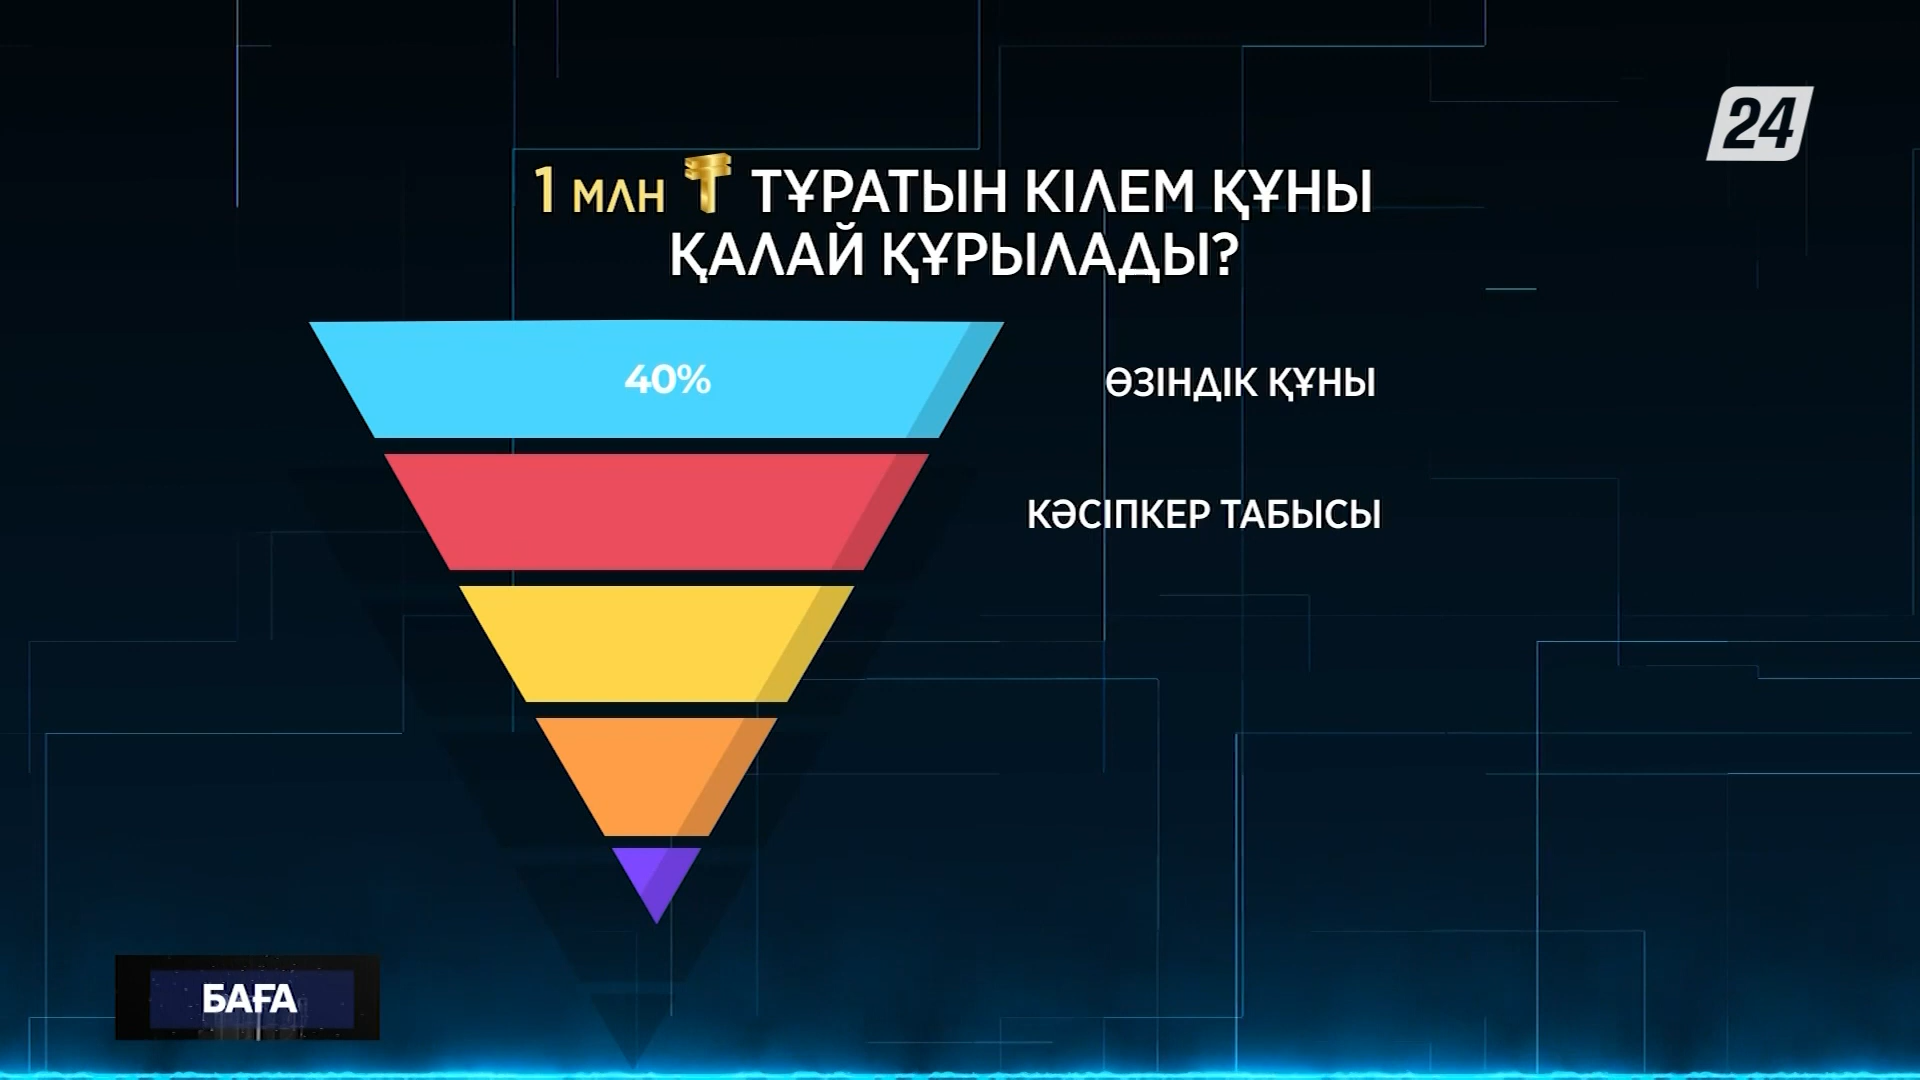 24
1 МЛН ₸ ТҰРАТЫН КІЛЕМ ҚҰНЫ
ҚАЛАЙ ҚҰРЫЛАДЫ?
40%
ӨЗІНДІК ҚҰНЫ
КӘСІПКЕР ТАБЫСЫ
БАҒА